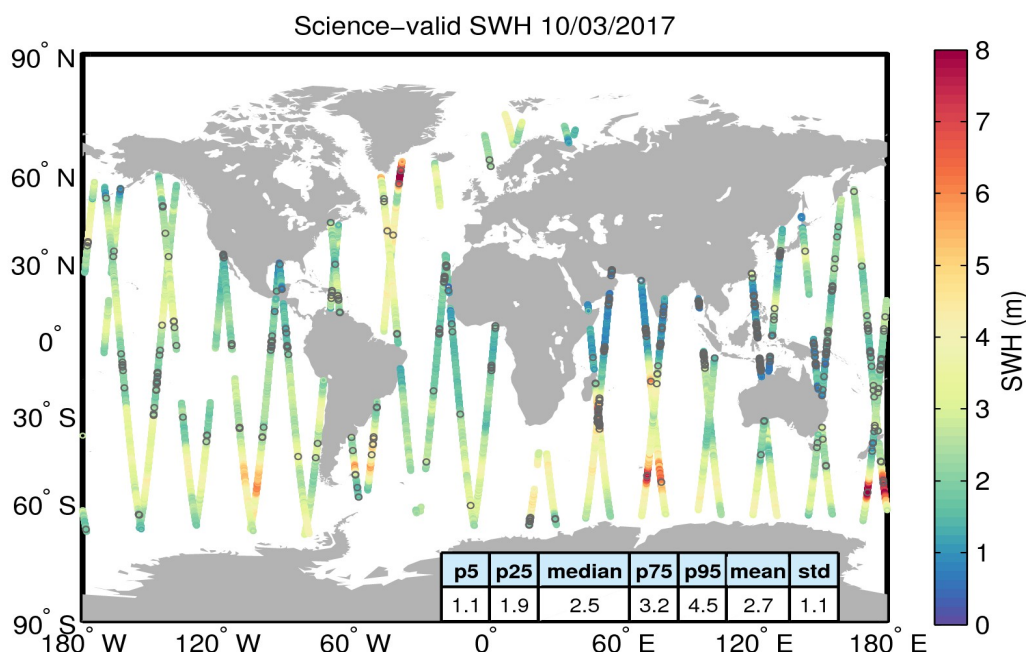 Science−valid SWH 10/03/2017
90° N
60° N
30° N
0°
30° S
60° S
90° S
180° W
120° W
60° W
0°
60° E
120° E
180° E
p5 p25 median p75 p95 mean std
1.1 1.9 2.5 3.2 4.5 2.7 1.1
8
7
6
5
4
3
2
1
0
SWH (m)